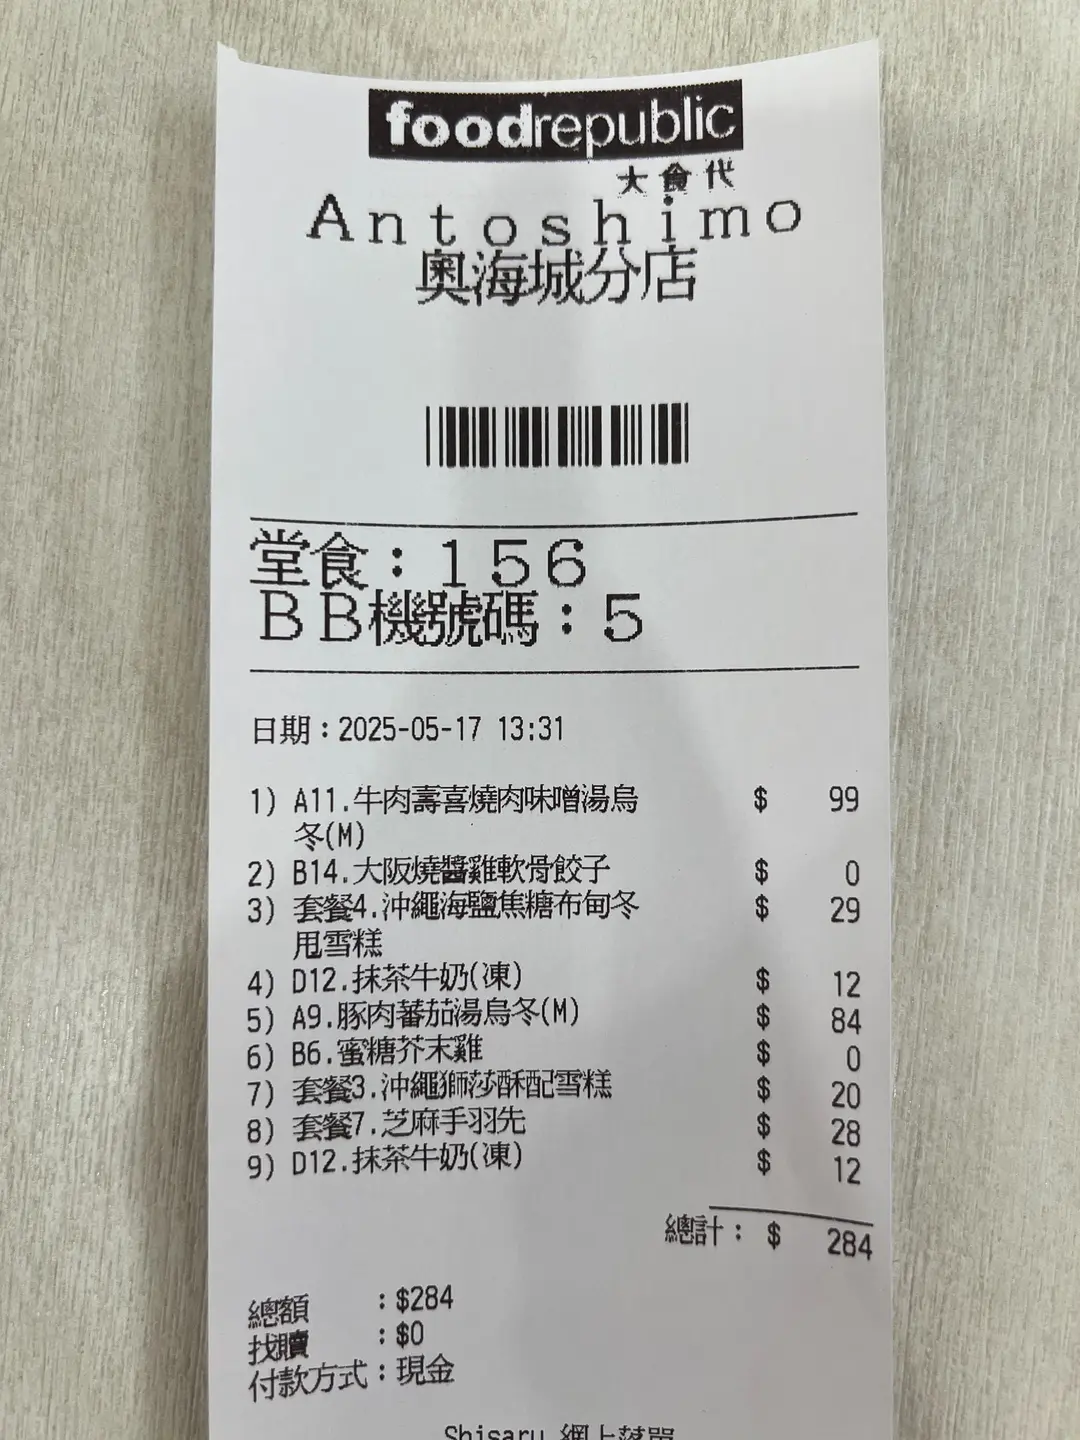 foodrepublic
大食代
Antoshimo
奧海城分店
堂食：156
BB機號碼：5
日期：2025-05-17 13:31
1) A11.牛肉壽喜燒肉味噌湯烏 $ 99
冬(M)
2) B14.大阪燒醬雞軟骨餃子 $ 0
3) 套餐4.沖繩海鹽焦糖布甸冬 $ 29
甩雪糕
4) D12.抹茶牛奶(凍) $ 12
5) A9.豚肉蕃茄湯烏冬(M) $ 84
6) B6.蜜糖芥末雞 $ 0
7) 套餐3.沖繩獅莎酥配雪糕 $ 20
8) 套餐7.芝麻手羽先 $ 28
9) D12.抹茶牛奶(凍) $ 12
總計：$ 284
總額 ：$284
找贖 ：$0
付款方式：現金
Shisaru 網上落單